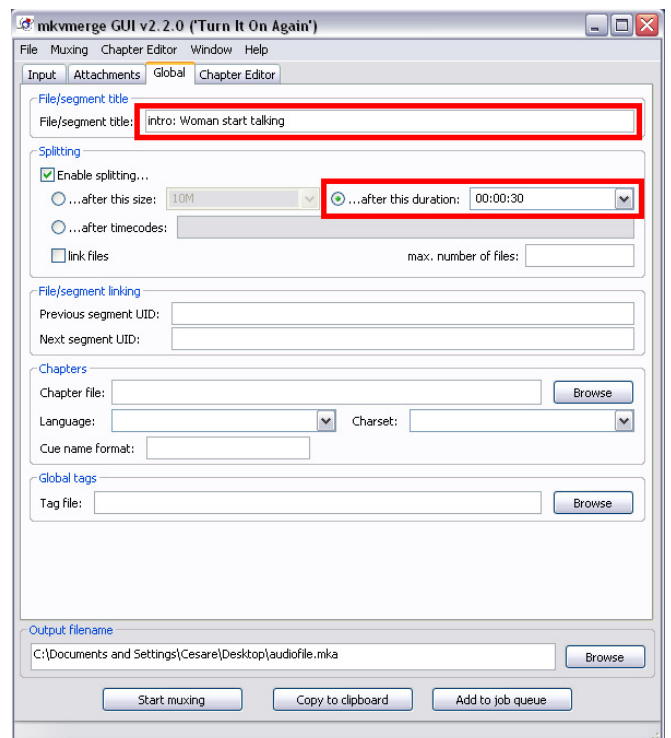 mkvmerge GUI v2.2.0 ('Turn It On Again')
File Muxing Chapter Editor Window Help
Input Attachments Global Chapter Editor
File/segment title
File/segment title: intro: Woman start talking
Splitting
Enable splitting...
...after this size: 10M ...after this duration: 00:00:30
...after timecodes:
link files max. number of files:
File/segment linking
Previous segment UID:
Next segment UID:
Chapters
Chapter file: Browse
Language: Charset:
Cue name format:
Global tags
Tag file: Browse
Output filename
C:\Documents and Settings\Cesare\Desktop\audiofile.mka Browse
Start muxing Copy to clipboard Add to job queue